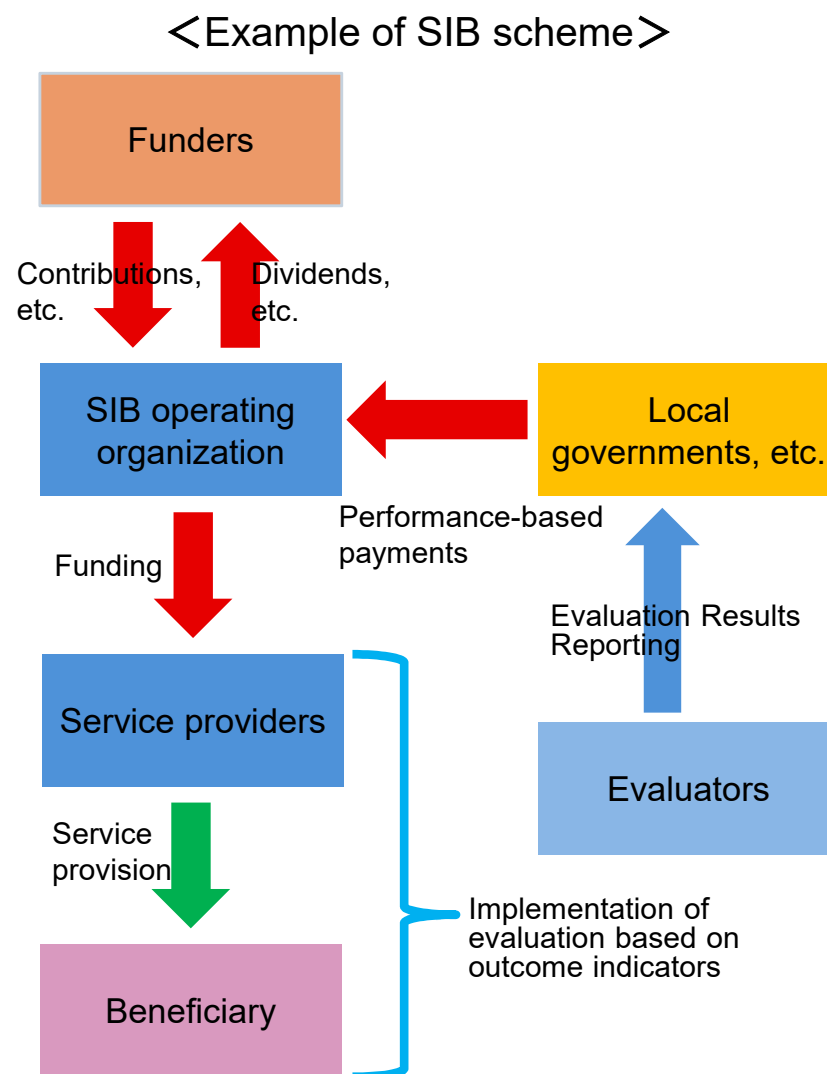 ＜Example of SIB scheme＞
Funders
Contributions,
etc.
Dividends,
etc.
SIB operating
organization
Local
governments, etc.
Performance-based
payments
Funding
Evaluation Results
Reporting
Service providers
Evaluators
Service
provision
Implementation of
evaluation based on
outcome indicators
Beneficiary